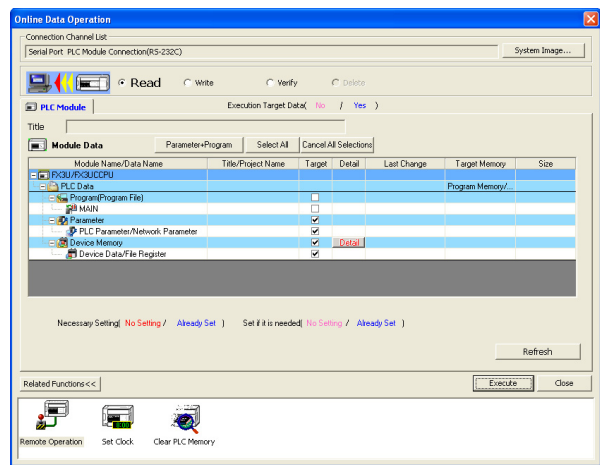 Online Data Operation
Connection Channel List
Serial Port PLC Module Connection(RS-232C)
System Image...
Read Write Verify Delete
PLC Module
Execution Target Data( No / Yes )
Title
Module Data Parameter+Program Select All Cancel All Selections
Module Name/Data Name Title/Project Name Target Detail Last Change Target Memory Size
FX3U/FX3UCCPU
PLC Data Program Memory/...
Program(Program File)
MAIN
Parameter
PLC Parameter/Network Parameter
Device Memory Detail
Device Data/File Register
Necessary Setting( No Setting / Already Set ) Set if it is needed( No Setting / Already Set )
Refresh
Related Functions<< Execute Close
Remote Operation Set Clock Clear PLC Memory